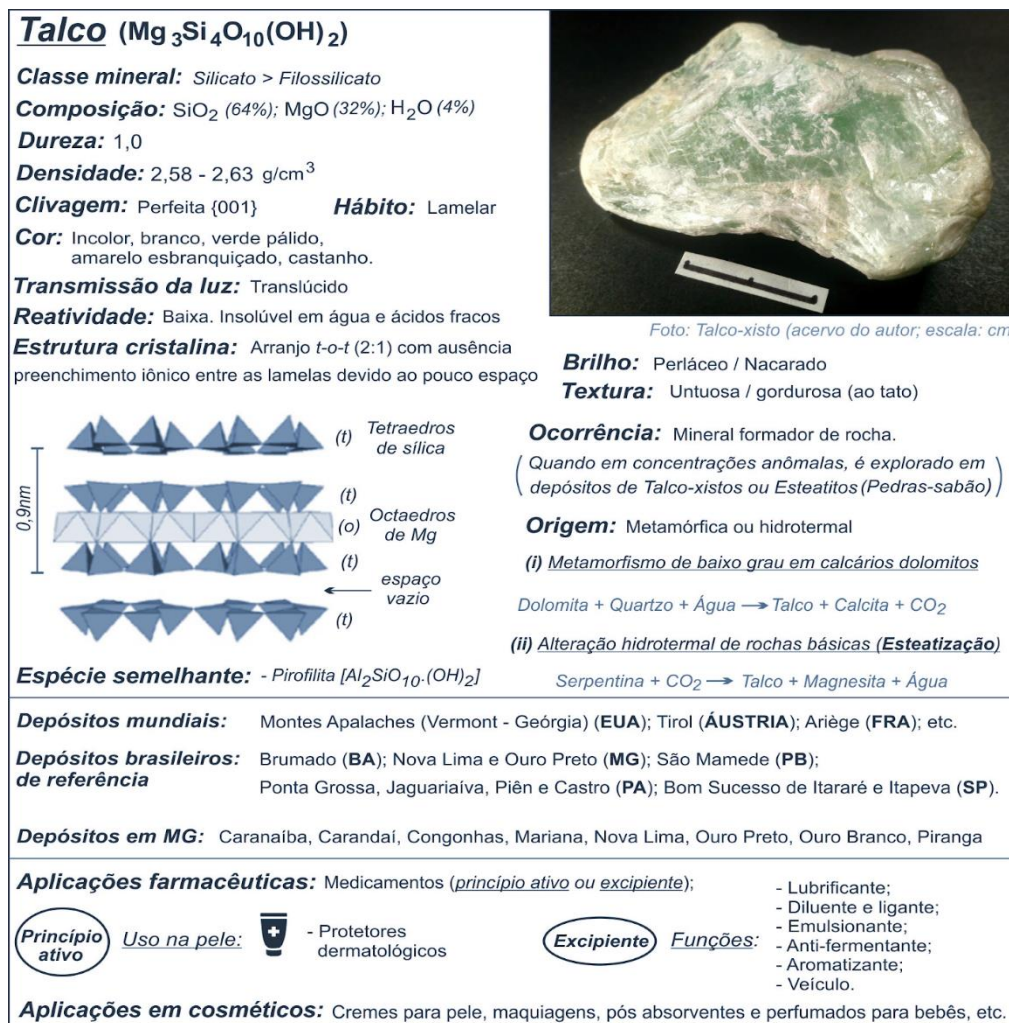 Talco (Mg₃Si₄O₁₀(OH)₂)
Classe mineral: Silicato > Filossilicato
Composição: SiO₂ (64%); MgO (32%); H₂O (4%)
Dureza: 1,0
Densidade: 2,58 - 2,63 g/cm³
Clivagem: Perfeita {001} Hábito: Lamelar
Cor: Incolor, branco, verde pálido,
amarelo esbranquiçado, castanho.
Transmissão da luz: Translúcido
Reatividade: Baixa. Insolúvel em água e ácidos fracos
Estrutura cristalina: Arranjo t-o-t (2:1) com ausência
preenchimento iônico entre as lamelas devido ao pouco espaço
0,9nm
(t) Tetraedros
de sílica
(t)
(o) Octaedros
de Mg
(t)
espaço
vazio
(t)
Espécie semelhante: - Pirofilita [Al₂SiO₁₀.(OH)₂]
Foto: Talco-xisto (acervo do autor; escala: cm
Brilho: Perláceo / Nacarado
Textura: Untuosa / gordurosa (ao tato)
Ocorrência: Mineral formador de rocha.
(Quando em concentrações anômalas, é explorado em
depósitos de Talco-xistos ou Esteatitos (Pedras-sabão))
Origem: Metamórfica ou hidrotermal
(i) Metamorfismo de baixo grau em calcários dolomitos
Dolomita + Quartzo + Água → Talco + Calcita + CO₂
(ii) Alteração hidrotermal de rochas básicas (Esteatização)
Serpentina + CO₂ → Talco + Magnesita + Água
Depósitos mundiais: Montes Apalaches (Vermont - Geórgia) (EUA); Tirol (ÁUSTRIA); Ariège (FRA); etc.
Depósitos brasileiros: Brumado (BA); Nova Lima e Ouro Preto (MG); São Mamede (PB);
de referência
Ponta Grossa, Jaguariaíva, Piên e Castro (PA); Bom Sucesso de Itararé e Itapeva (SP).
Depósitos em MG: Caranaíba, Carandaí, Congonhas, Mariana, Nova Lima, Ouro Preto, Ouro Branco, Piranga
Aplicações farmacêuticas: Medicamentos (princípio ativo ou excipiente);
Princípio
ativo
Uso na pele:
- Protetores
dermatológicos
Excipiente
Funções:
- Lubrificante;
- Diluente e ligante;
- Emulsionante;
- Anti-fermentante;
- Aromatizante;
- Veículo.
Aplicações em cosméticos: Cremes para pele, maquiagens, pós absorventes e perfumados para bebês, etc.